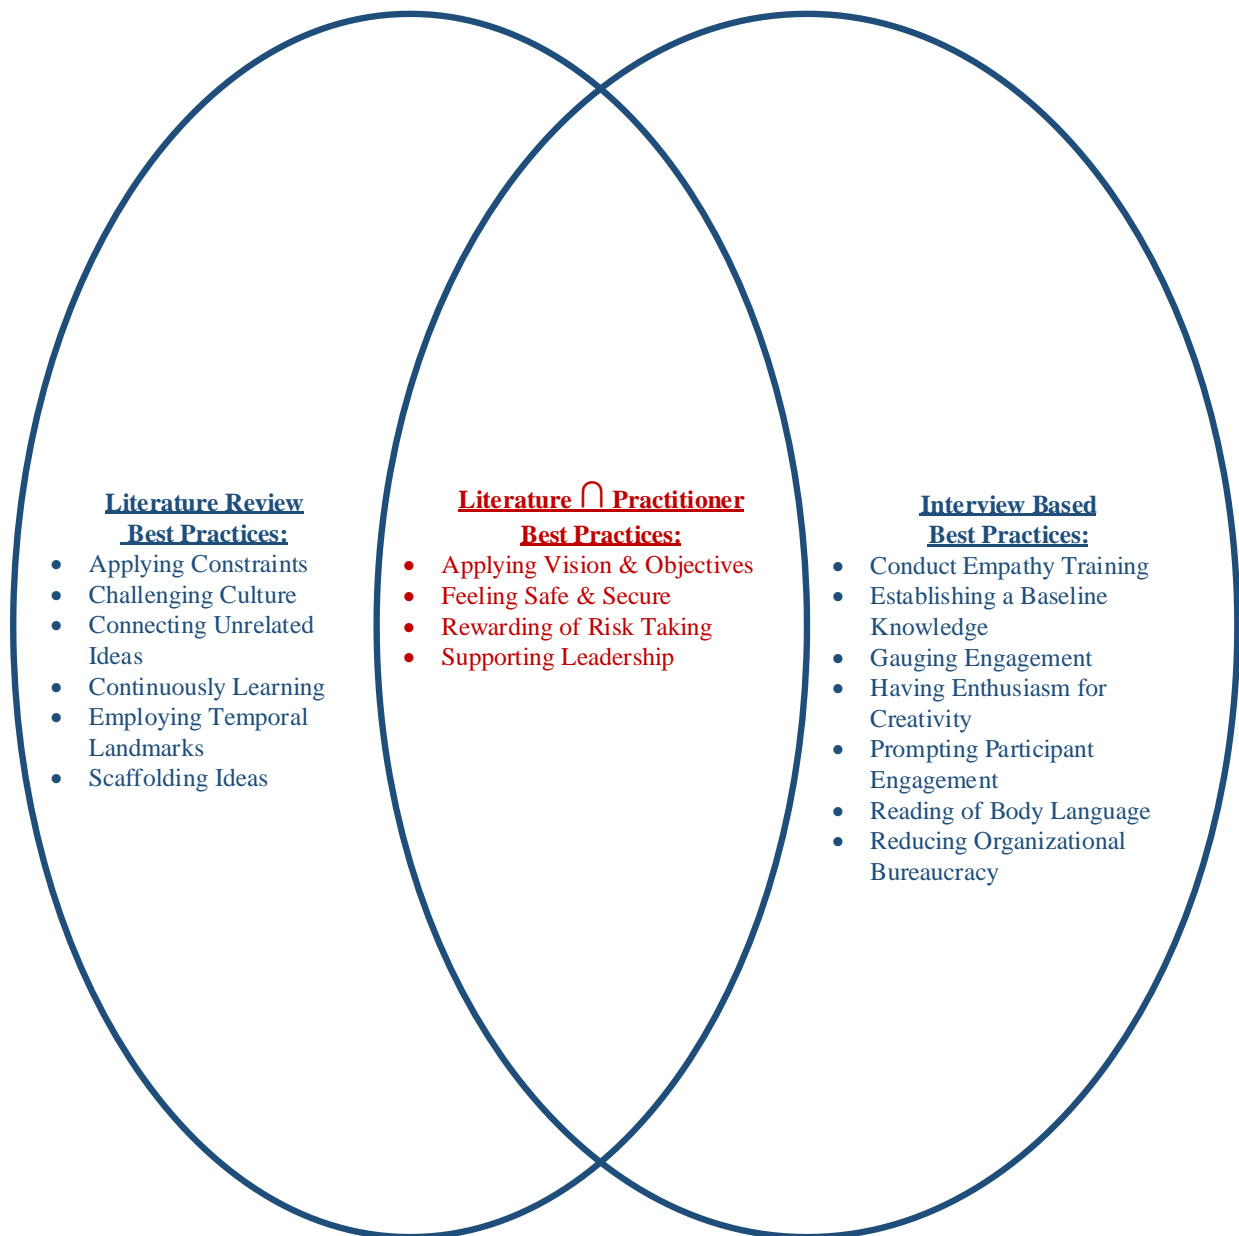 Literature Review
Best Practices:
• Applying Constraints
• Challenging Culture
• Connecting Unrelated
Ideas
• Continuously Learning
• Employing Temporal
Landmarks
• Scaffolding Ideas
Literature ∩ Practitioner
Best Practices:
• Applying Vision & Objectives
• Feeling Safe & Secure
• Rewarding of Risk Taking
• Supporting Leadership
Interview Based
Best Practices:
• Conduct Empathy Training
• Establishing a Baseline
Knowledge
• Gauging Engagement
• Having Enthusiasm for
Creativity
• Prompting Participant
Engagement
• Reading of Body Language
• Reducing Organizational
Bureaucracy